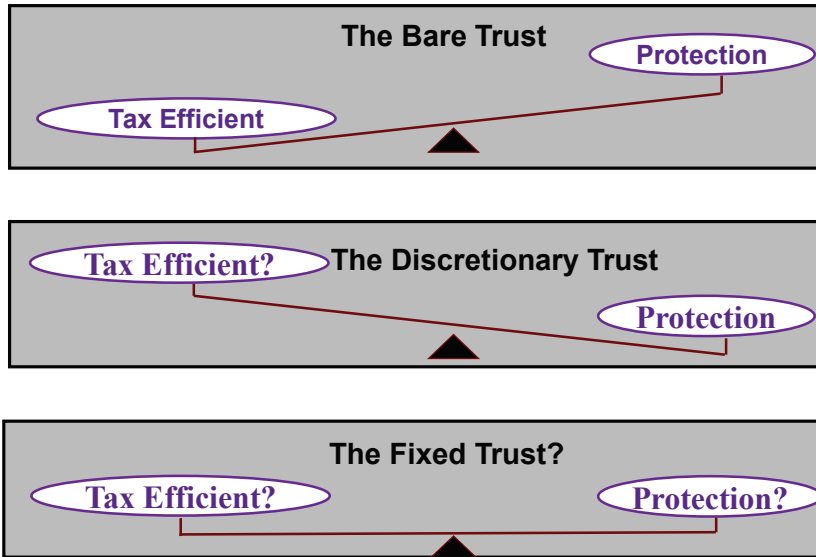 The Bare Trust
Protection
Tax Efficient
Tax Efficient?
The Discretionary Trust
Protection
The Fixed Trust?
Tax Efficient?
Protection?